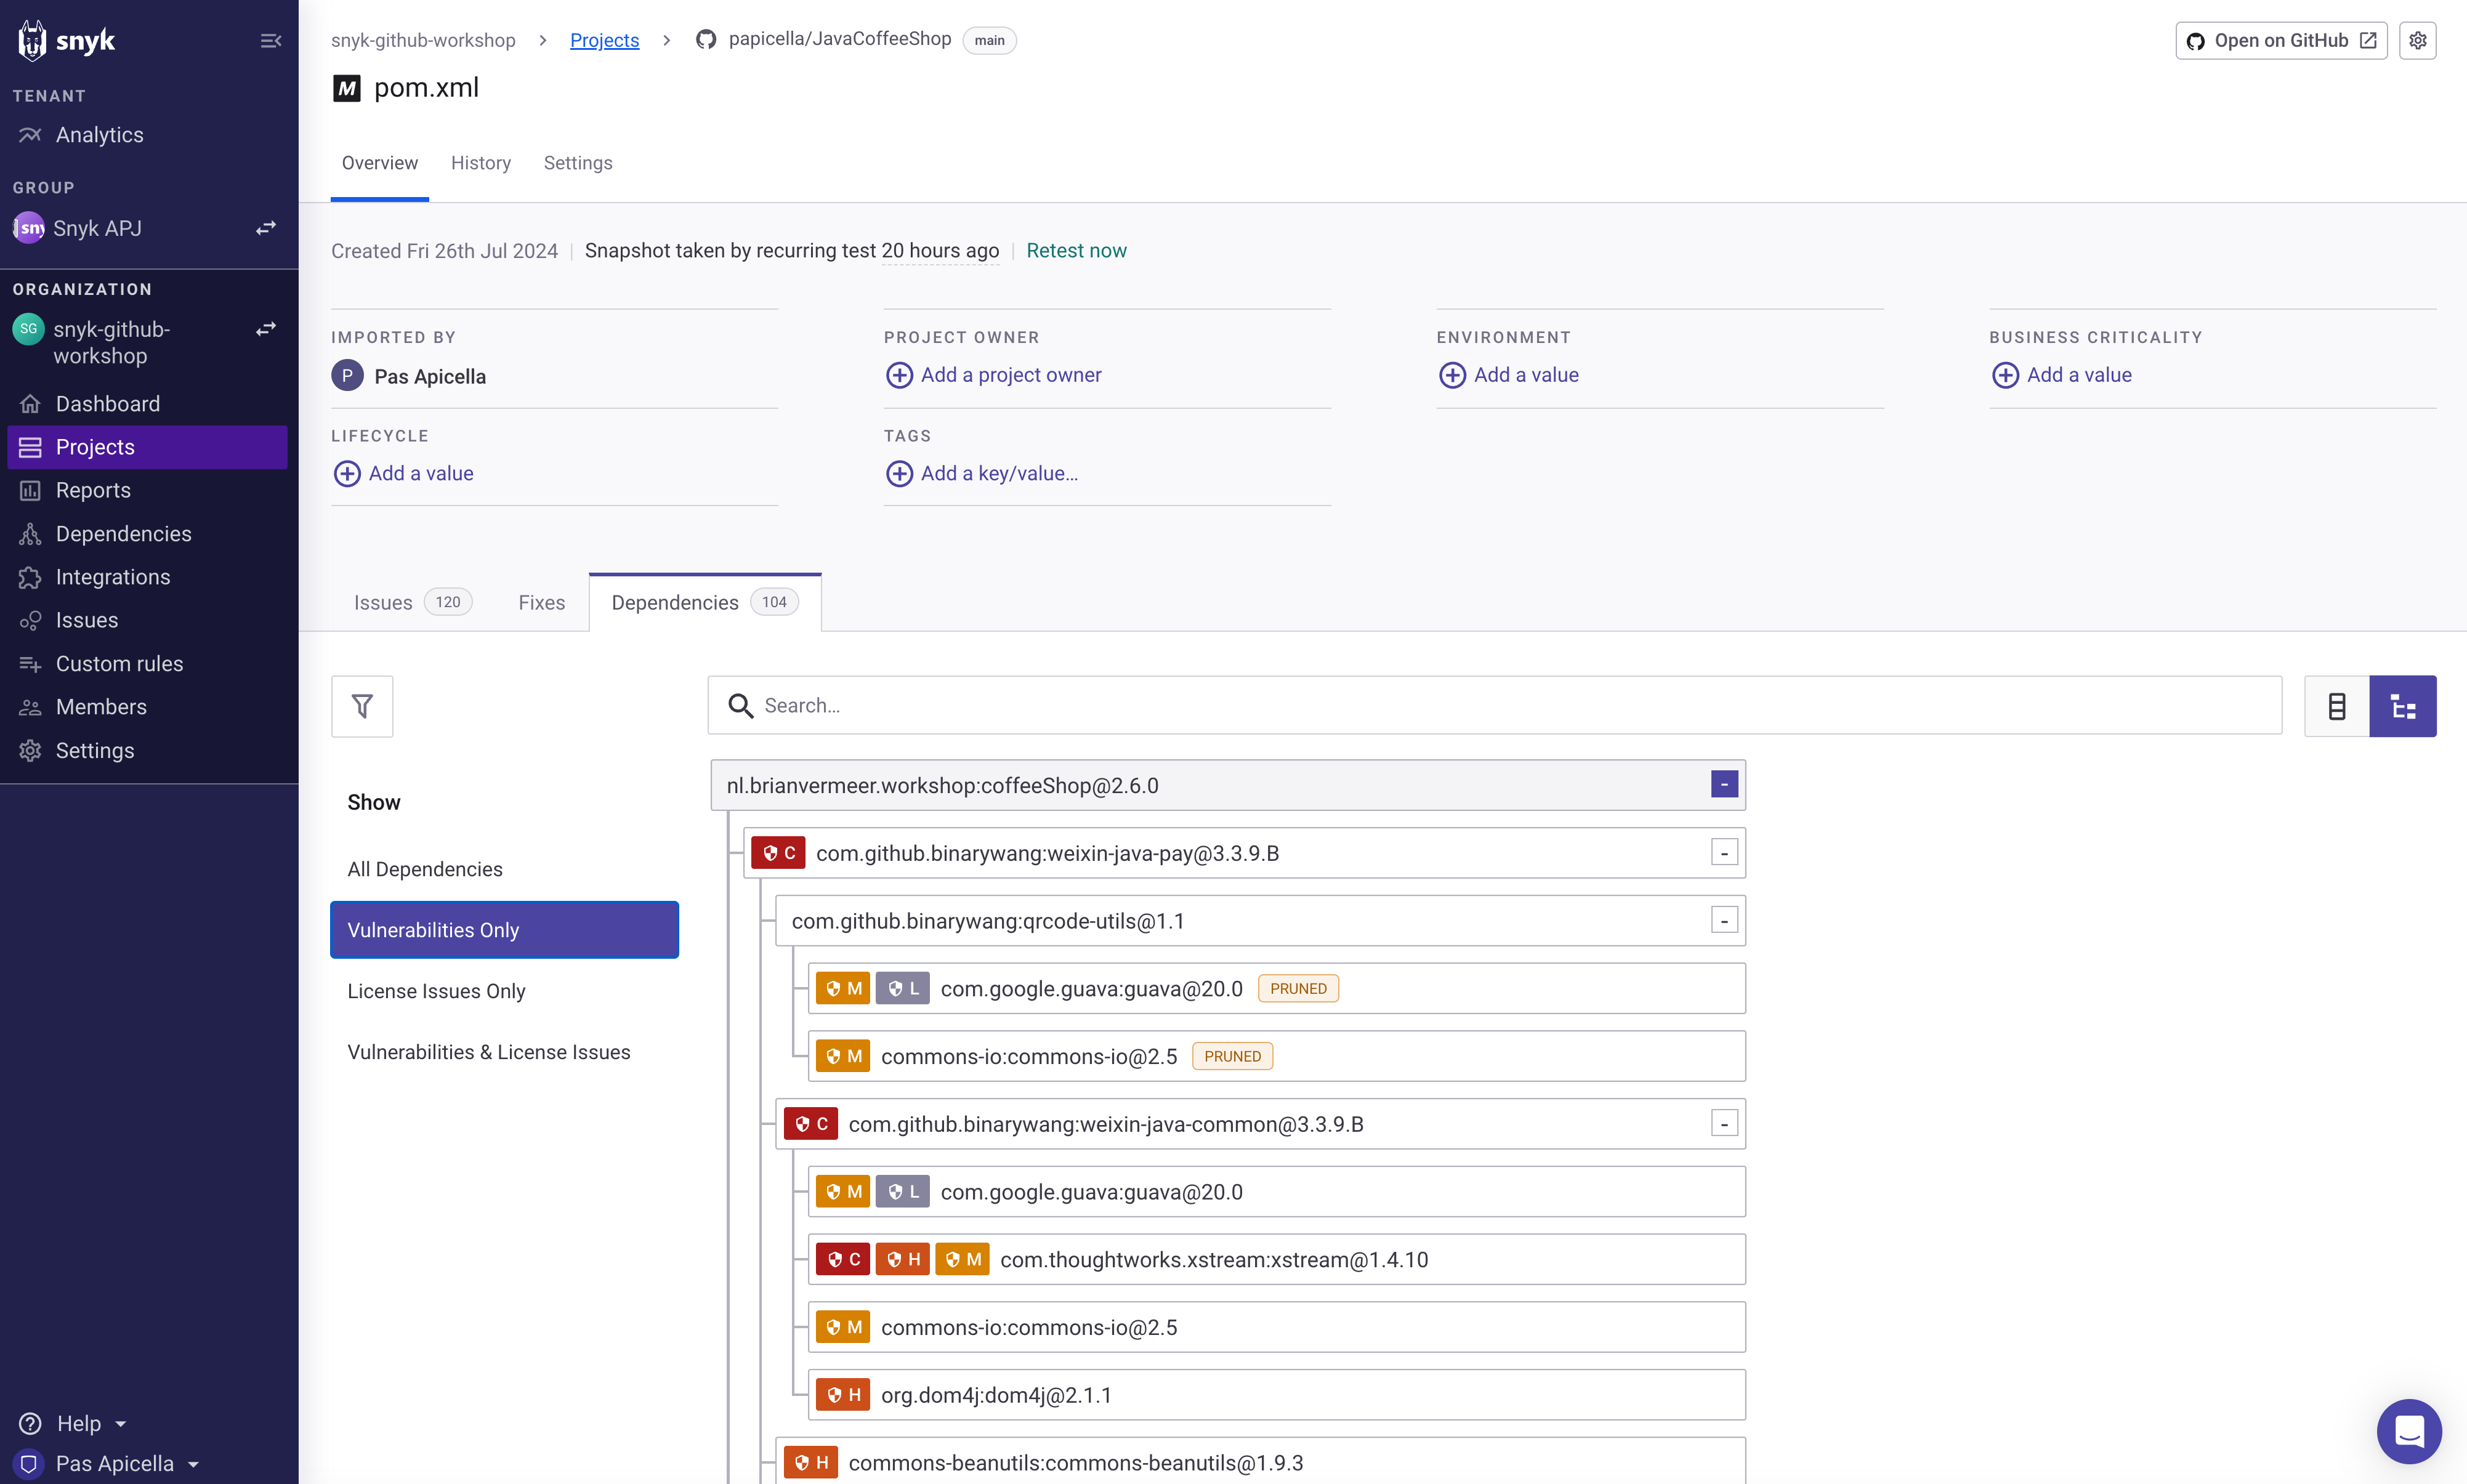 snyk
TENANT
Analytics
GROUP
Snyk APJ
ORGANIZATION
SG
snyk-github-
workshop
Dashboard
Projects
Reports
Dependencies
Integrations
Issues
Custom rules
Members
Settings
Help
Pas Apicella
snyk-github-workshop > Projects > papicella/JavaCoffeeShop main
Open on GitHub
M pom.xml
Overview History Settings
Created Fri 26th Jul 2024 | Snapshot taken by recurring test 20 hours ago | Retest now
IMPORTED BY
P Pas Apicella
PROJECT OWNER
Add a project owner
ENVIRONMENT
Add a value
BUSINESS CRITICALITY
Add a value
LIFECYCLE
Add a value
TAGS
Add a key/value...
Issues 120 Fixes Dependencies 104
Search...
Show
All Dependencies
Vulnerabilities Only
License Issues Only
Vulnerabilities & License Issues
nl.brianvermeer.workshop:coffeeShop@2.6.0 -
C com.github.binarywang:weixin-java-pay@3.3.9.B -
com.github.binarywang:qrcode-utils@1.1 -
M L com.google.guava:guava@20.0 PRUNED
M commons-io:commons-io@2.5 PRUNED
C com.github.binarywang:weixin-java-common@3.3.9.B -
M L com.google.guava:guava@20.0
C H M com.thoughtworks.xstream:xstream@1.4.10
M commons-io:commons-io@2.5
H org.dom4j:dom4j@2.1.1
H commons-beanutils:commons-beanutils@1.9.3